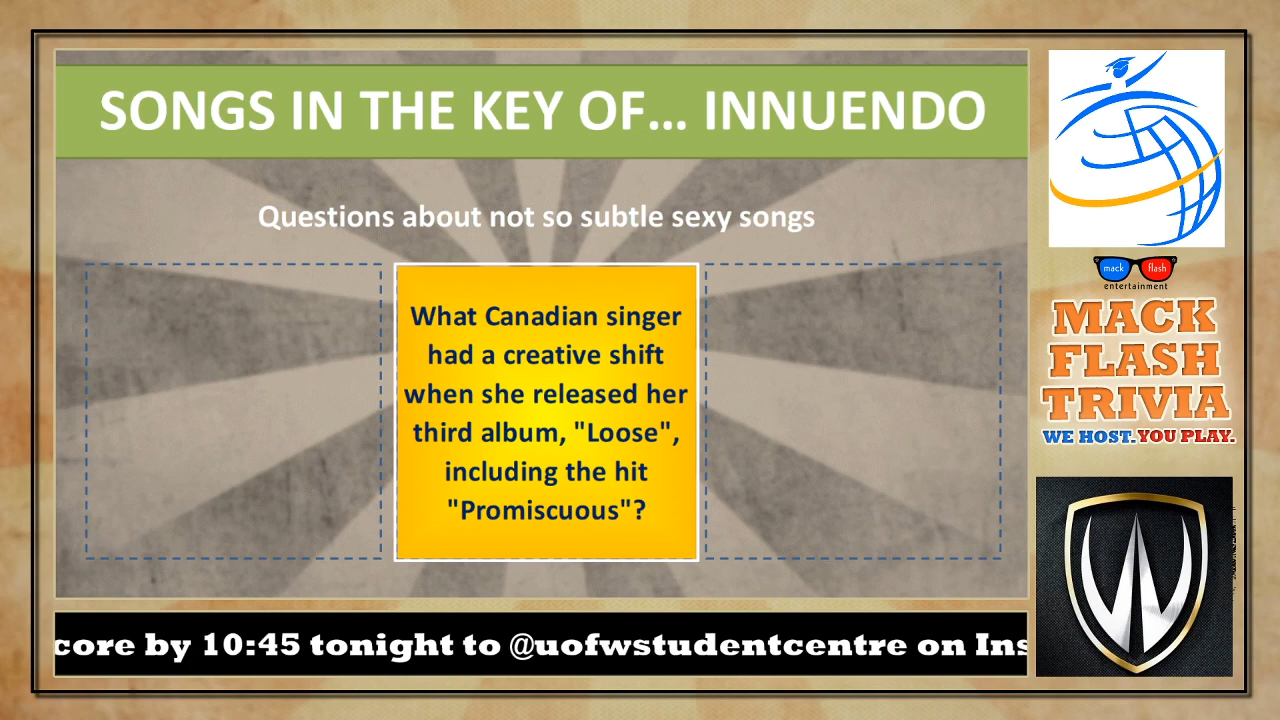 SONGS IN THE KEY OF... INNUENDO
Questions about not so subtle sexy songs
What Canadian singer
had a creative shift
when she released her
third album, "Loose",
including the hit
"Promiscuous"?
mack flash
entertainment
MACK
FLASH
TRIVIA
WE HOST. YOU PLAY.
core by 10:45 tonight to @uofwstudentcentre on Ins